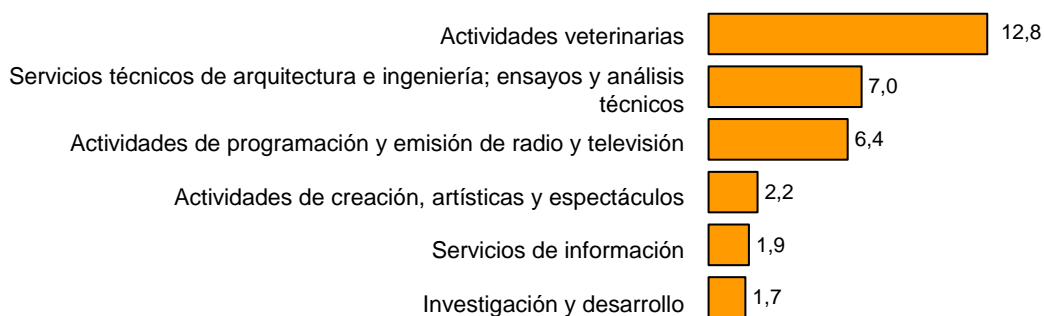 Actividades veterinarias 12,8
Servicios técnicos de arquitectura e ingeniería; ensayos y análisis
técnicos 7,0
Actividades de programación y emisión de radio y televisión 6,4
Actividades de creación, artísticas y espectáculos 2,2
Servicios de información 1,9
Investigación y desarrollo 1,7